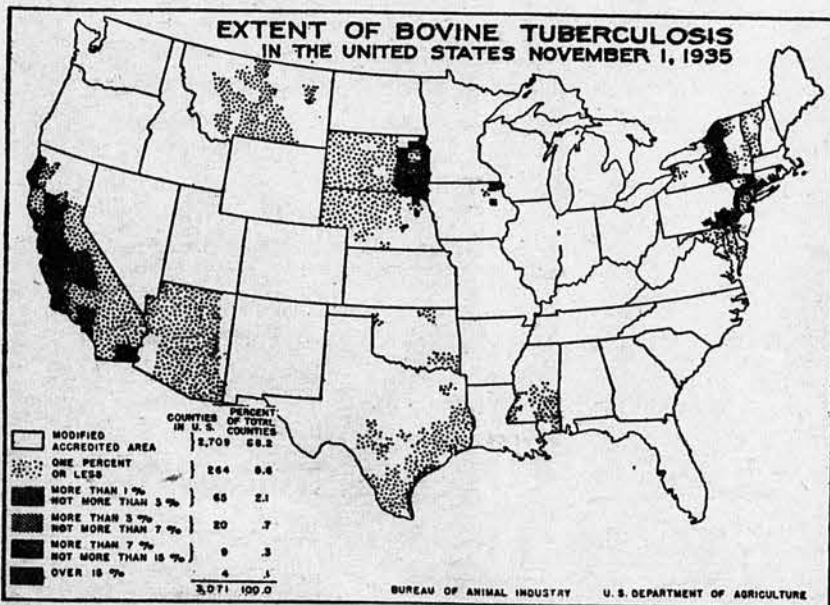 EXTENT OF BOVINE TUBERCULOSIS
IN THE UNITED STATES NOVEMBER 1, 1935
COUNTIES IN U.S.
PERCENT OF TOTAL COUNTIES
MODIFIED
ACCREDITED AREA } 2,709 88.2
ONE PERCENT
OR LESS } 264 8.6
MORE THAN 1 %
NOT MORE THAN 3 % } 65 2.1
MORE THAN 3 %
NOT MORE THAN 7 % } 20 .7
MORE THAN 7 %
NOT MORE THAN 15 % } 9 .3
OVER 15 % 4 .1
3,071 100.0
BUREAU OF ANIMAL INDUSTRY U.S. DEPARTMENT OF AGRICULTURE